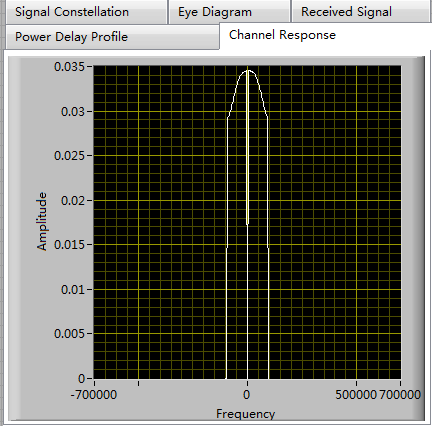 Signal Constellation Eye Diagram Received Signal
Power Delay Profile Channel Response
0.035
0.03
0.025
0.02
0.015
0.01
0.005
0
Amplitude
-700000 0 500000 700000
Frequency